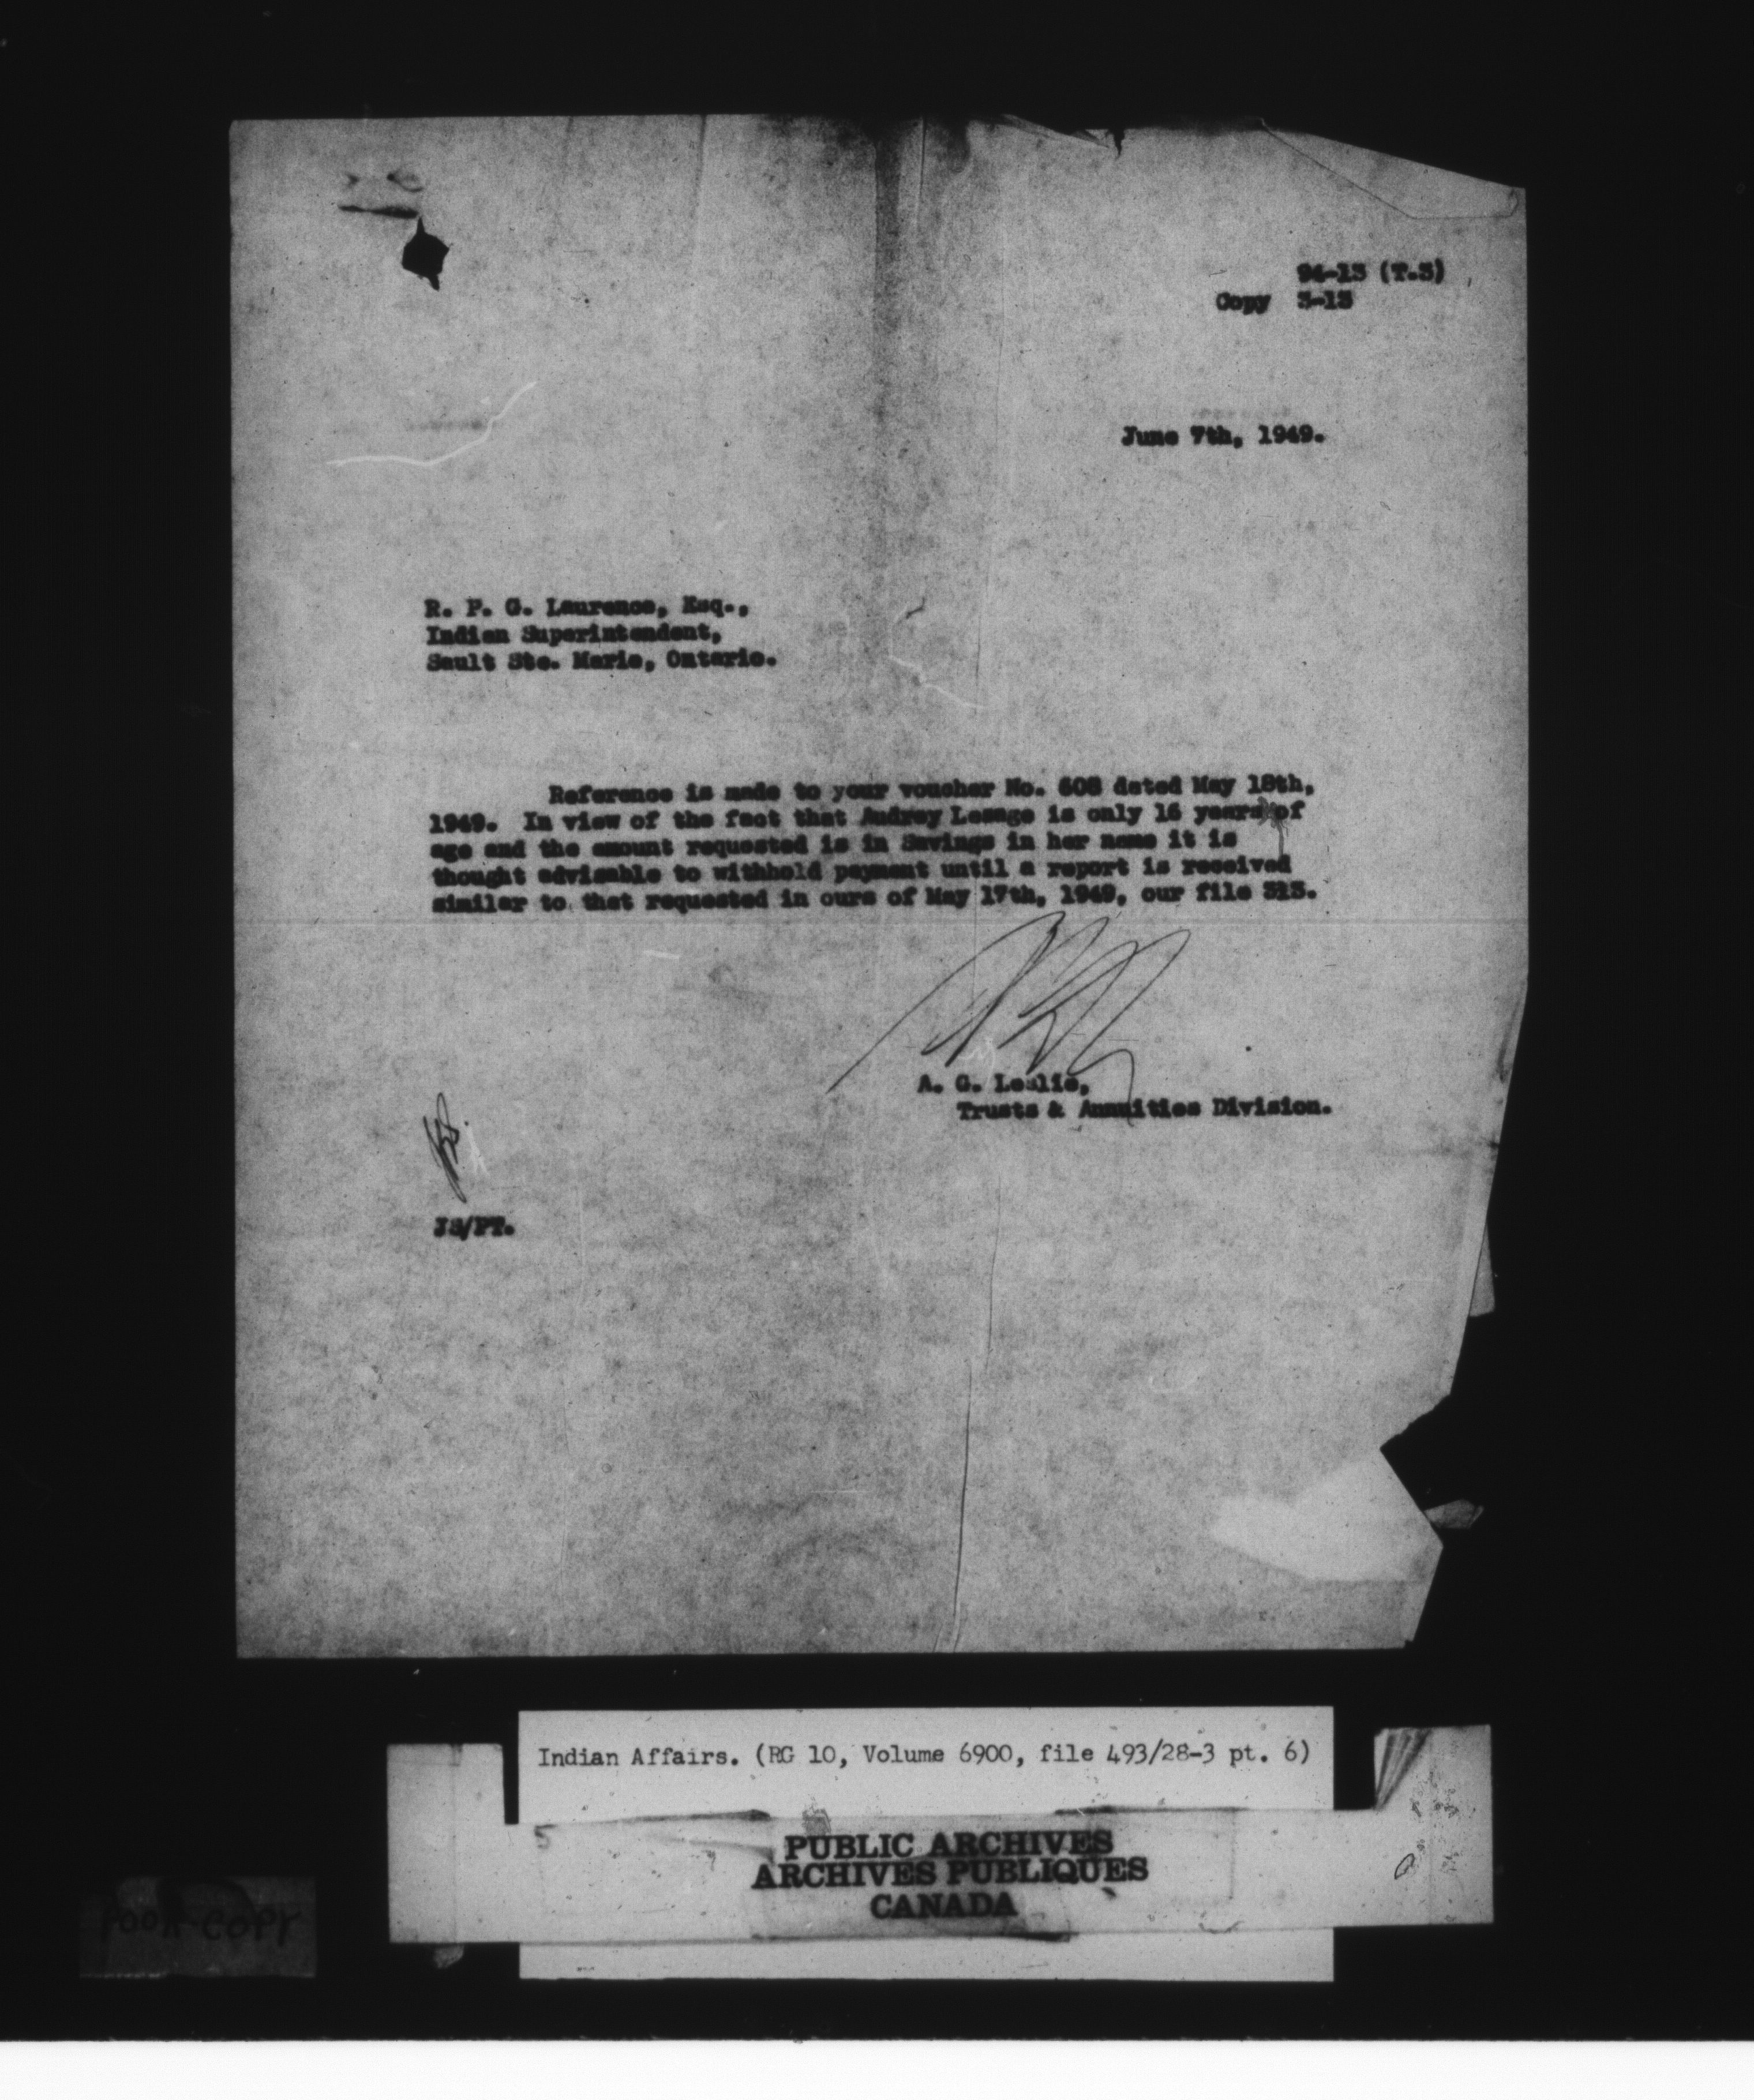 94-13 (T.3)
Copy 3-13
June 7th, 1949.
R. P. G. Laurence, Esq.,
Indian Superintendent,
Sault Ste. Marie, Ontario.
Reference is made to your voucher No. 608 dated May 18th,
1949. In view of the fact that Audrey Lesage is only 16 years of
age and the amount requested is in Savings in her name it is
thought advisable to withhold payment until a report is received
similar to that requested in ours of May 17th, 1949, our file 313.
A. G. Leslie,
Trusts & Annuities Division.
JS/PT.
Indian Affairs. (RG 10, Volume 6900, file 493/28-3 pt. 6)
5
PUBLIC ARCHIVES
ARCHIVES PUBLIQUES
CANADA
POOR COPY